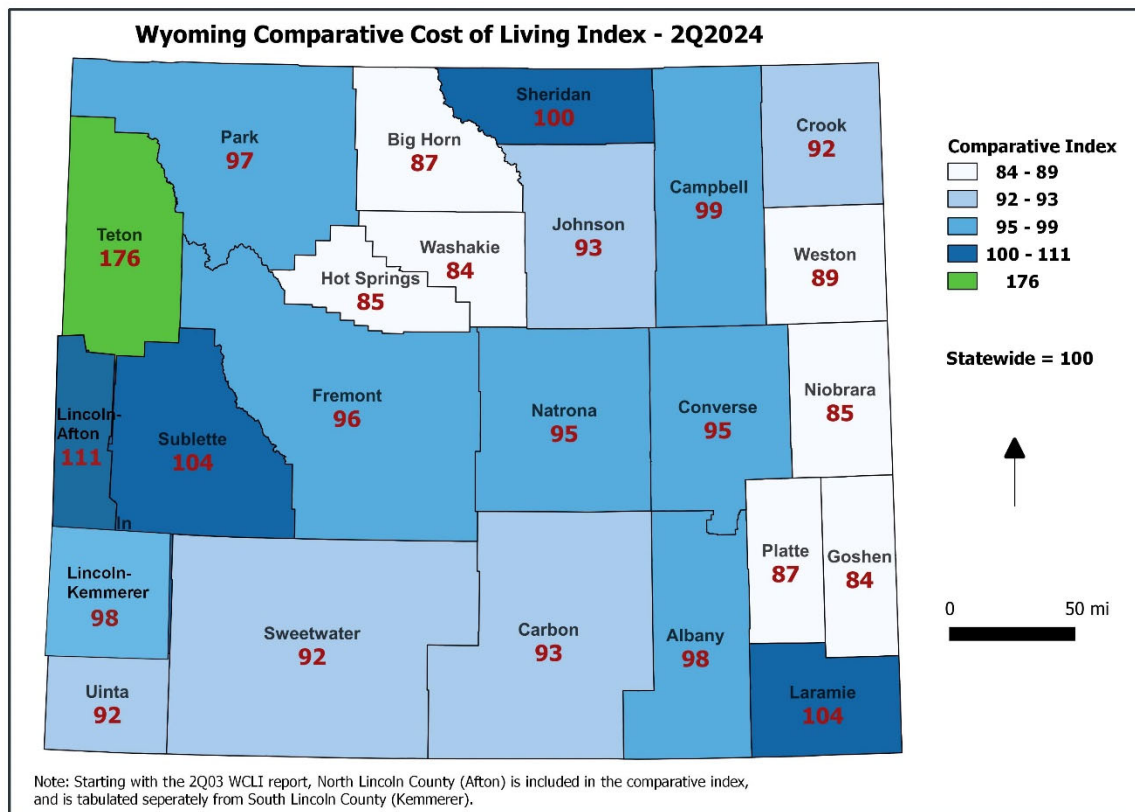 Wyoming Comparative Cost of Living Index - 2Q2024
Sheridan
100
Park
97
Big Horn
87
Crook
92
Campbell
99
Teton
176
Johnson
93
Washakie
84
Weston
89
Hot Springs
85
Fremont
96
Natrona
95
Converse
95
Niobrara
85
Lincoln-
Afton
111
Sublette
104
In
Platte
87
Goshen
84
Lincoln-
Kemmerer
98
Sweetwater
92
Carbon
93
Albany
98
Uinta
92
Laramie
104
Comparative Index
84 - 89
92 - 93
95 - 99
100 - 111
176
Statewide = 100
0 50 mi
Note: Starting with the 2Q03 WCLI report, North Lincoln County (Afton) is included in the comparative index,
and is tabulated seperately from South Lincoln County (Kemmerer).